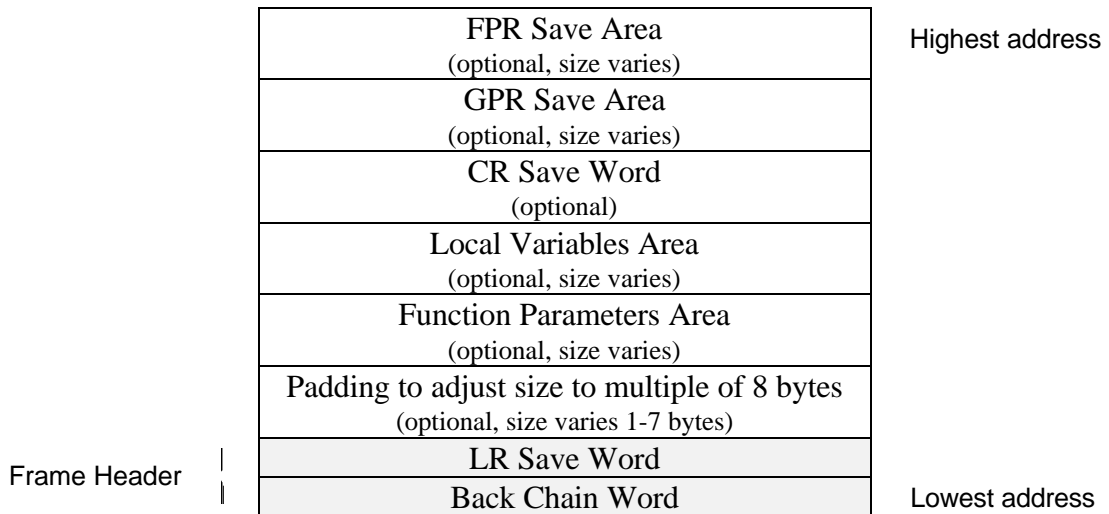 FPR Save Area
Highest address
(optional, size varies)
GPR Save Area
(optional, size varies)
CR Save Word
(optional)
Local Variables Area
(optional, size varies)
Function Parameters Area
(optional, size varies)
Padding to adjust size to multiple of 8 bytes
(optional, size varies 1-7 bytes)
LR Save Word
Frame Header
Back Chain Word
Lowest address